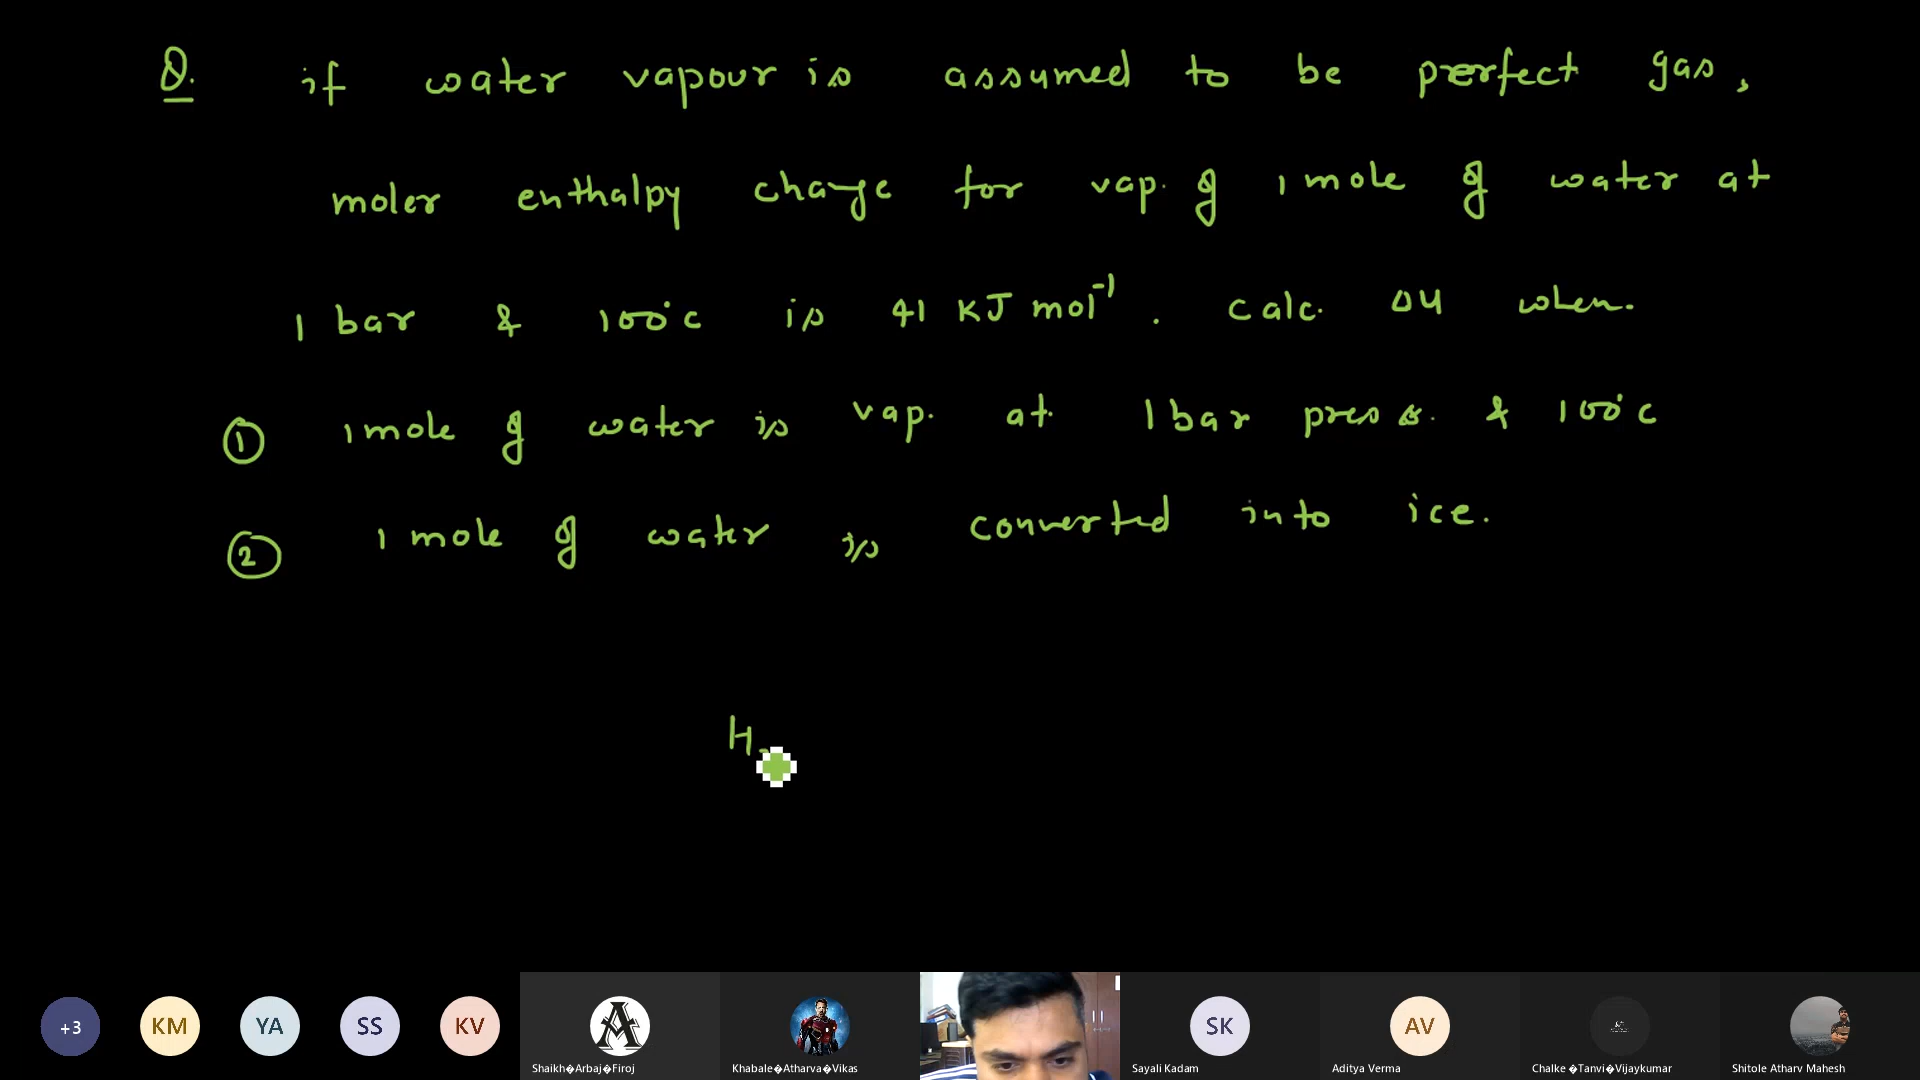 Q. if water vapour is assumed to be perfect gas,
moler enthalpy change for vap. of 1 mole of water at
1 bar & 100°c is 41 KJ mol⁻¹. calc. ΔU when.
① 1 mole of water is vap. at 1 bar press. & 100°c
② 1 mole of water is converted into ice.
H
+3 KM YA SS KV SK AV
Shaikh�Arbaj�Firoj Khabale�Atharva�Vikas Sayali Kadam Aditya Verma Chalke �Tanvi�Vijaykumar Shitole Atharv Mahesh